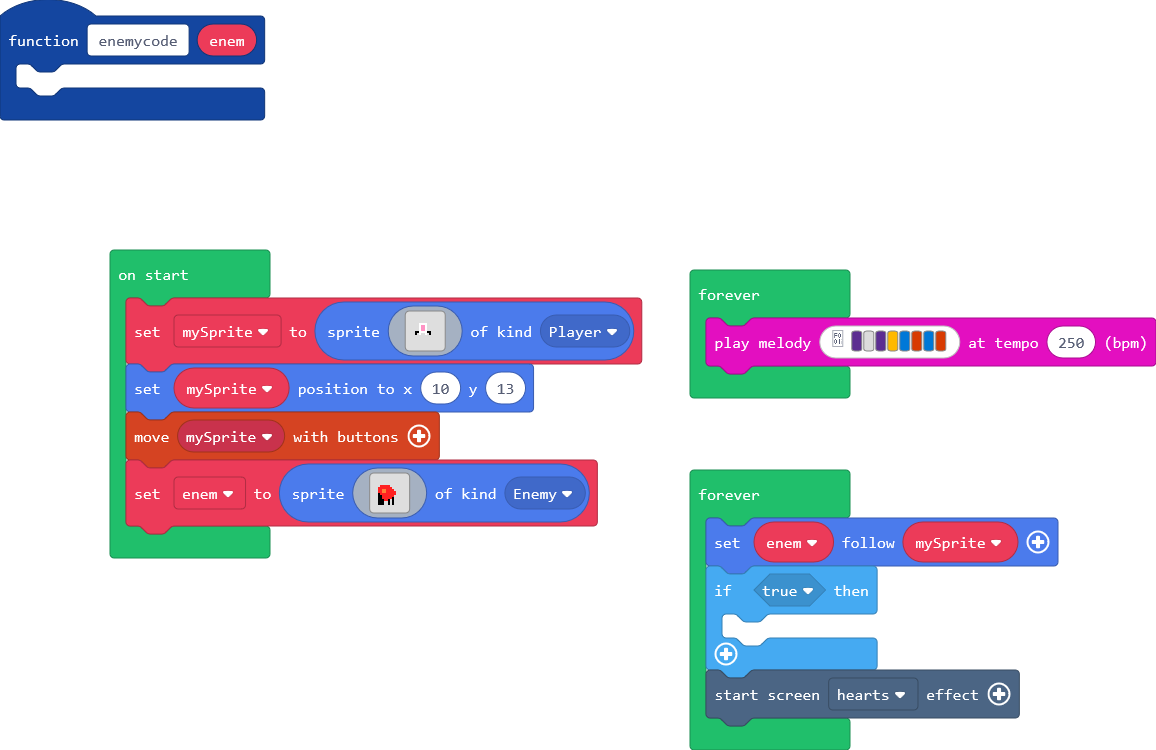 function enemycode enem
on start
set mySprite to sprite of kind Player
set mySprite position to x 10 y 13
move mySprite with buttons
set enem to sprite of kind Enemy
forever
play melody at tempo 250 (bpm)
forever
set enem follow mySprite
if true then
start screen hearts effect